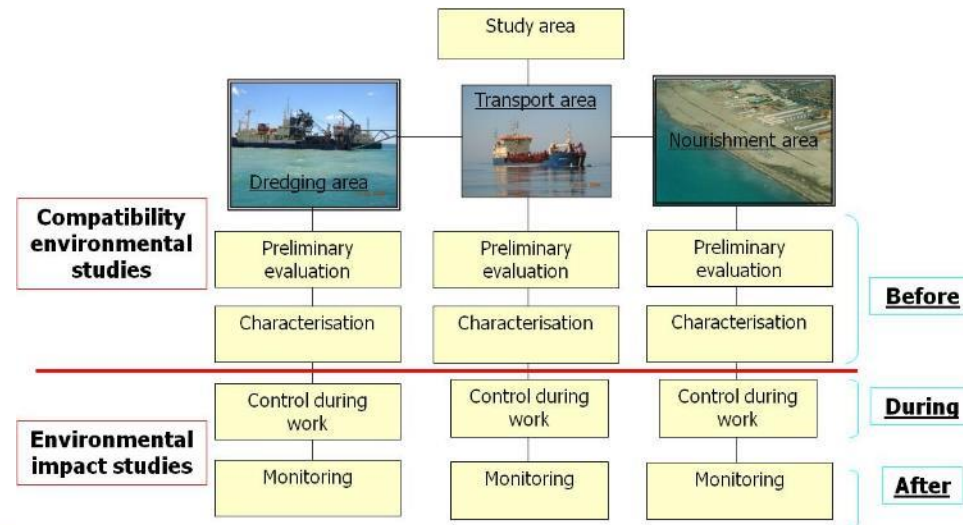 Study area
Dredging area
Transport area
Nourishment area
Compatibility
environmental
studies
Preliminary
evaluation
Preliminary
evaluation
Preliminary
evaluation
Before
Characterisation
Characterisation
Characterisation
Environmental
impact studies
Control during
work
Control during
work
Control during
work
During
Monitoring
Monitoring
Monitoring
After